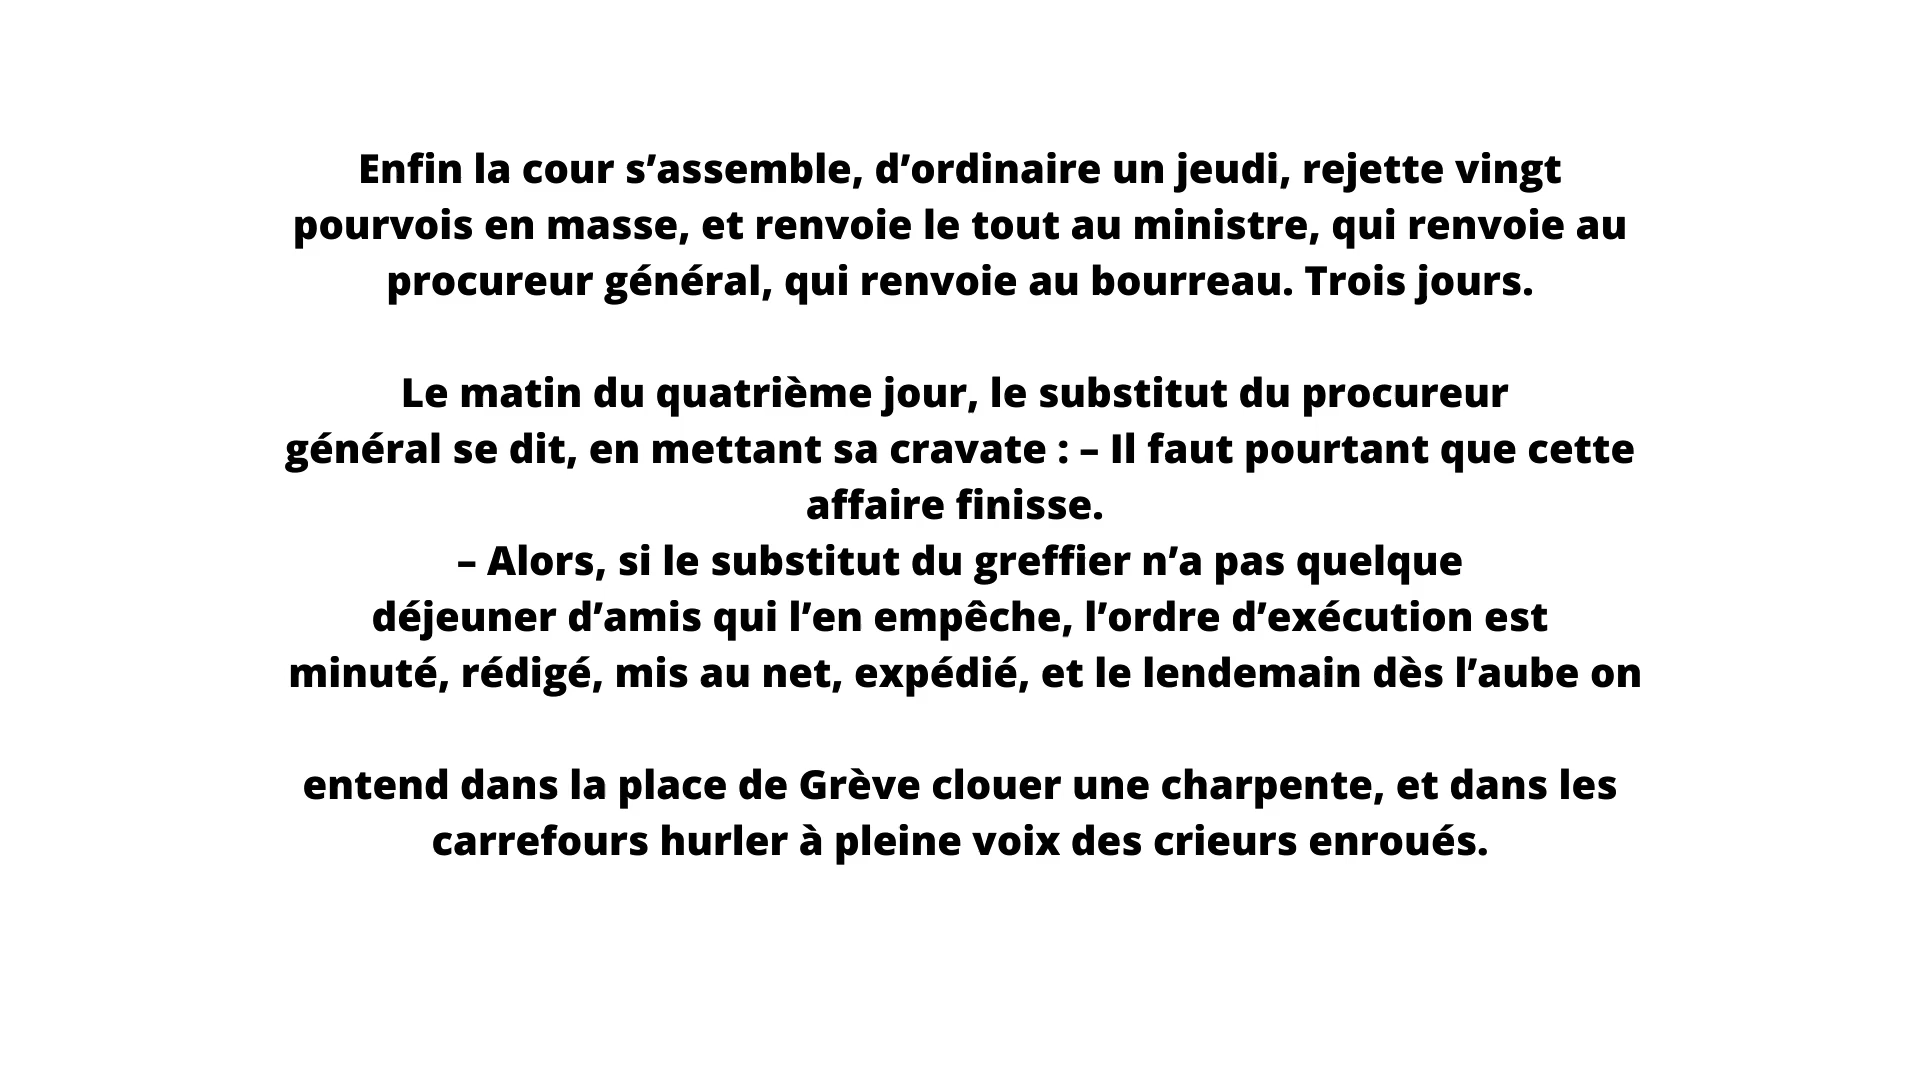 Enfin la cour s’assemble, d’ordinaire un jeudi, rejette vingt
pourvois en masse, et renvoie le tout au ministre, qui renvoie au
procureur général, qui renvoie au bourreau. Trois jours.
Le matin du quatrième jour, le substitut du procureur
général se dit, en mettant sa cravate : – Il faut pourtant que cette
affaire finisse.
– Alors, si le substitut du greffier n’a pas quelque
déjeuner d’amis qui l’en empêche, l’ordre d’exécution est
minuté, rédigé, mis au net, expédié, et le lendemain dès l’aube on
entend dans la place de Grève clouer une charpente, et dans les
carrefours hurler à pleine voix des crieurs enroués.